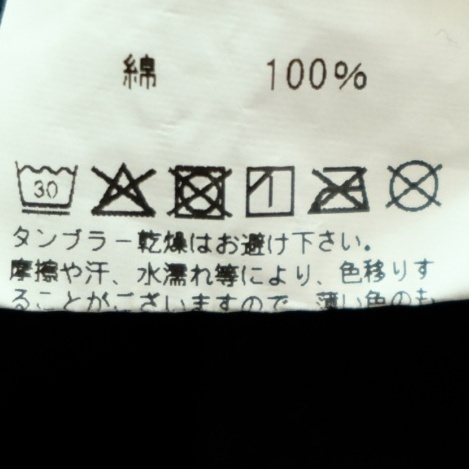 綿 100%
30
タンブラー乾燥はお避け下さい。
摩擦や汗、水濡れ等により、色移りす
ることがございますので、薄い色のも